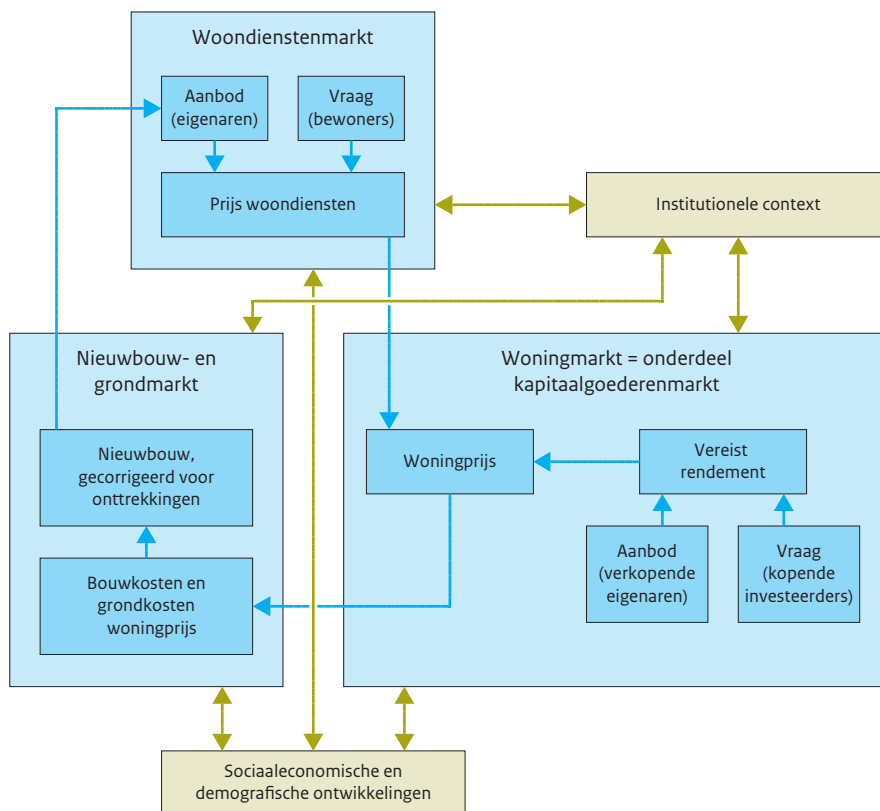 Woondienstenmarkt
Aanbod
(eigenaren)
Vraag
(bewoners)
Prijs woondiensten
Institutionele context
Nieuwbouw- en
grondmarkt
Nieuwbouw,
gecorrigeerd voor
onttrekkingen
Bouwkosten en
grondkosten
woningprijs
Woningmarkt = onderdeel
kapitaalgoederenmarkt
Woningprijs
Vereist
rendement
Aanbod
(verkopende
eigenaren)
Vraag
(kopende
investeerders)
Sociaaleconomische en
demografische ontwikkelingen